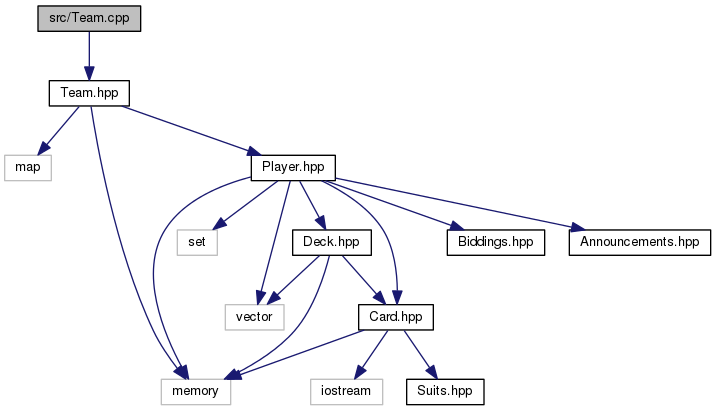 src/Team.cpp
Team.hpp
map
Player.hpp
set
Deck.hpp
Biddings.hpp
Announcements.hpp
vector
Card.hpp
memory
iostream
Suits.hpp